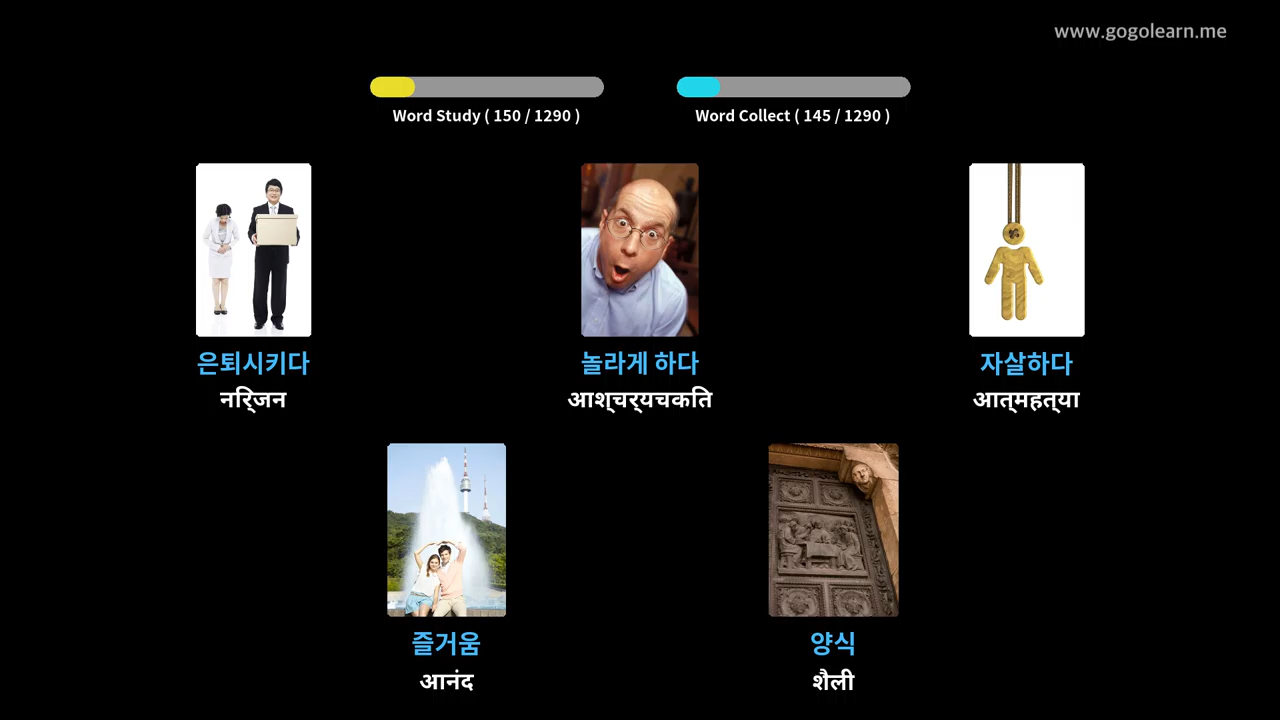 www.gogolearn.me
Word Study ( 150 / 1290 )
Word Collect ( 145 / 1290 )
은퇴시키다
놀라게 하다
자살하다
नर्िजन
आश्चर्यचकति
आत्महत्या
즐거움
양식
आनंद
शैली